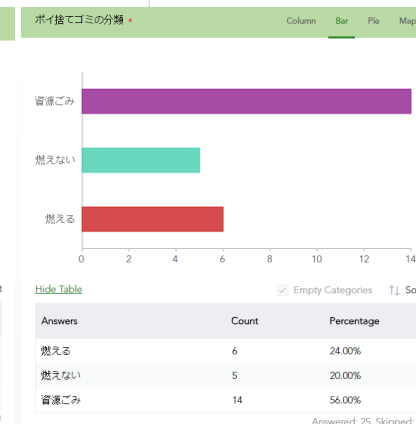 ポイ捨てゴミの分類 *
Column Bar Pie Map
資源ごみ
燃えない
燃える
0 2 4 6 8 10 12 14
Hide Table
Empty Categories
Answers Count Percentage
燃える 6 24.00%
燃えない 5 20.00%
資源ごみ 14 56.00%
Answered: 25 Skipped: